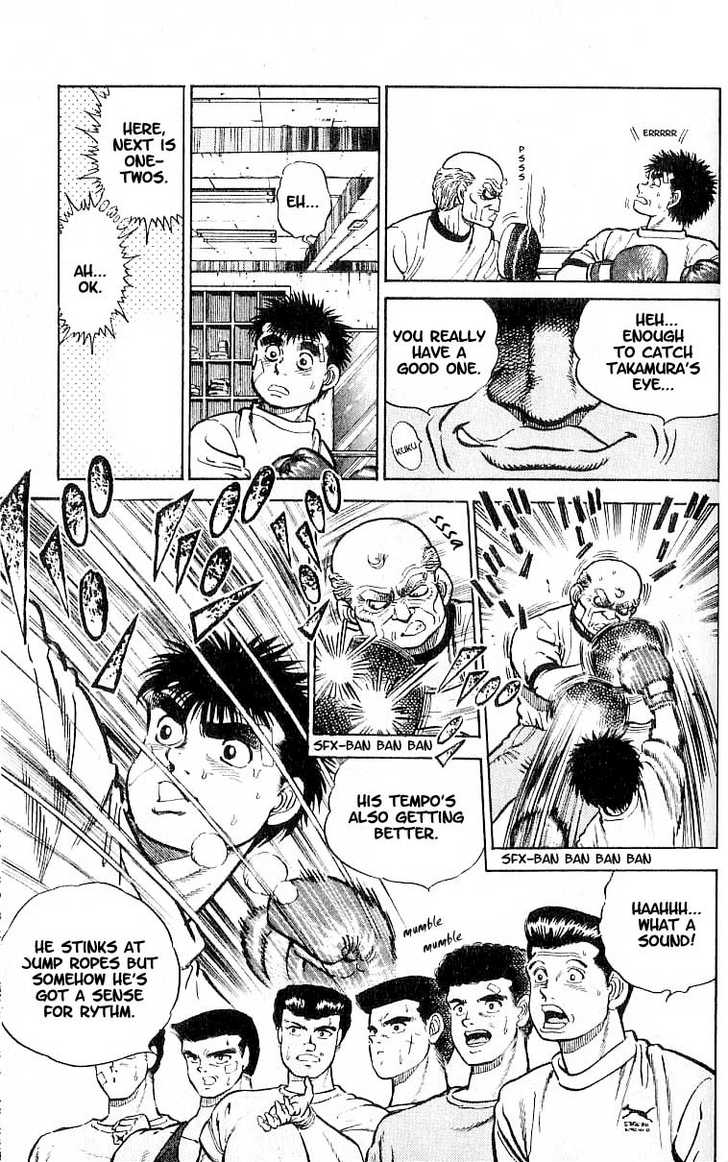 ERRRRR
PSSS
HEH...
ENOUGH
TO CATCH
TAKAMURA'S
EYE...
YOU REALLY
HAVE A
GOOD ONE.
KUKU
EH...
HERE,
NEXT IS
ONE-
TWOS.
AH...
OK.
SFX-BAN BAN BAN BAN
sssa
SFX-BAN BAN BAN
HIS TEMPO'S
ALSO GETTING
BETTER.
HAAHHH...
WHAT A
SOUND!
mumble
mumble
HE STINKS AT
JUMP ROPES BUT
SOMEHOW HE'S
GOT A SENSE
FOR RYTHM.